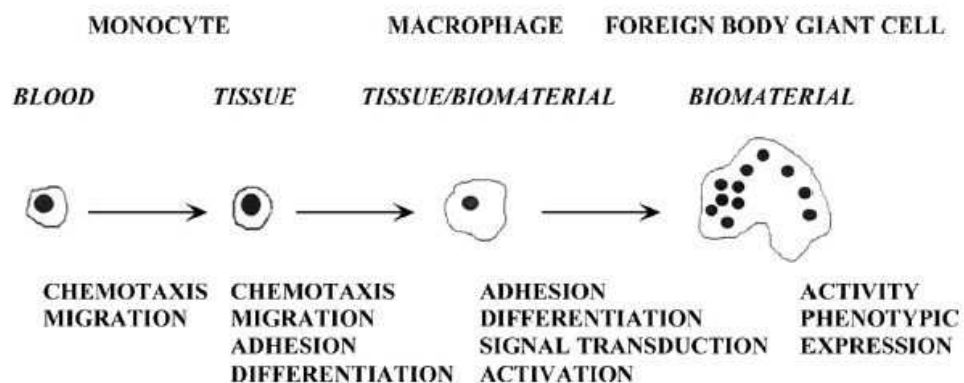 MONOCYTE MACROPHAGE FOREIGN BODY GIANT CELL
BLOOD TISSUE TISSUE/BIOMATERIAL BIOMATERIAL
CHEMOTAXIS CHEMOTAXIS ADHESION ACTIVITY
MIGRATION MIGRATION DIFFERENTIATION PHENOTYPIC
ADHESION SIGNAL TRANSDUCTION EXPRESSION
DIFFERENTIATION ACTIVATION